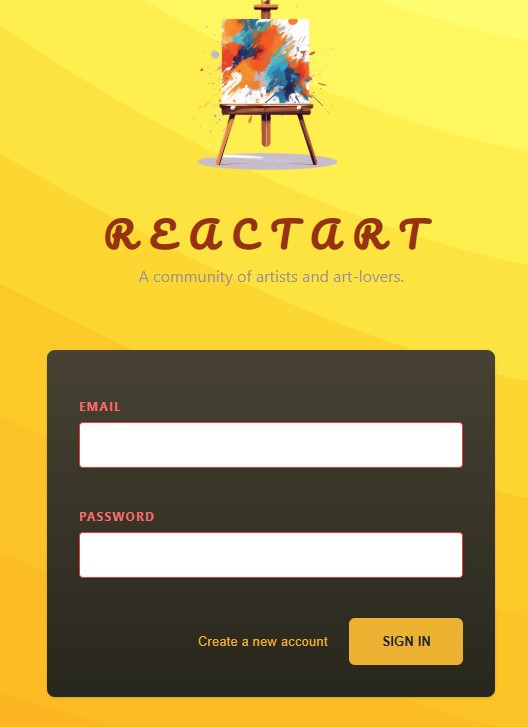 REACTART
A community of artists and art-lovers.
EMAIL
PASSWORD
Create a new account
SIGN IN